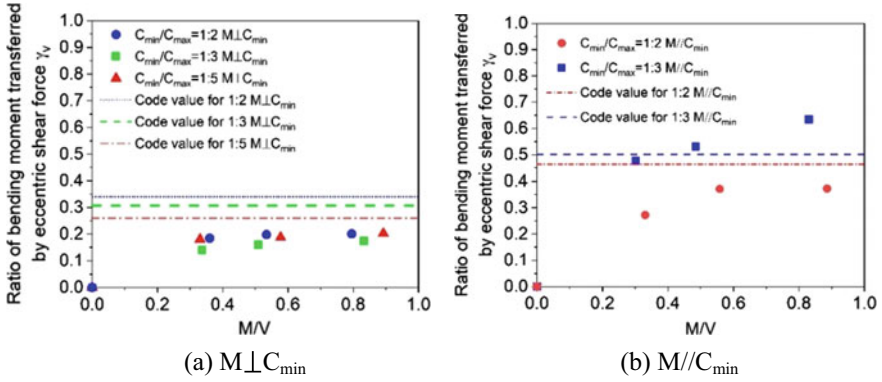 Ratio of bending moment transferred
by eccentric shear force γv
1.0
0.9
0.8
0.7
0.6
0.5
0.4
0.3
0.2
0.1
0.0
Cmin/Cmax=1:2 M⊥Cmin
Cmin/Cmax=1:3 M⊥Cmin
Cmin/Cmax=1:5 M⊥Cmin
Code value for 1:2 M⊥Cmin
Code value for 1:3 M⊥Cmin
Code value for 1:5 M⊥Cmin
0.0 0.2 0.4 0.6 0.8 1.0
M/V
(a) M⊥Cmin
Ratio of bending moment transferred
by eccentric shear force γv
1.0
0.9
0.8
0.7
0.6
0.5
0.4
0.3
0.2
0.1
0.0
Cmin/Cmax=1:2 M//Cmin
Cmin/Cmax=1:3 M//Cmin
Code value for 1:2 M//Cmin
Code value for 1:3 M//Cmin
0.0 0.2 0.4 0.6 0.8 1.0
M/V
(b) M//Cmin